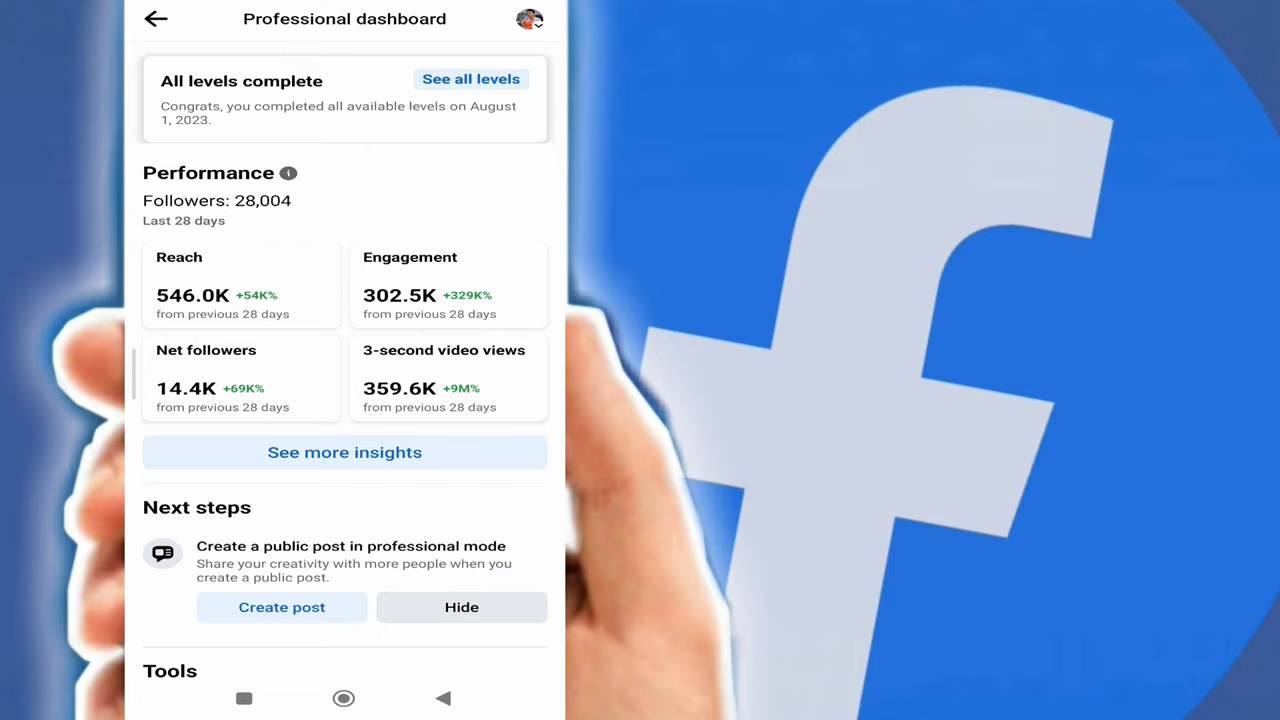 Professional dashboard
All levels complete
See all levels
Congrats, you completed all available levels on August
1, 2023.
Performance
Followers: 28,004
Last 28 days
Reach
546.0K +54K%
from previous 28 days
Engagement
302.5K +329K%
from previous 28 days
Net followers
14.4K +69K%
from previous 28 days
3-second video views
359.6K +9M%
from previous 28 days
See more insights
Next steps
Create a public post in professional mode
Share your creativity with more people when you
create a public post.
Create post
Hide
Tools